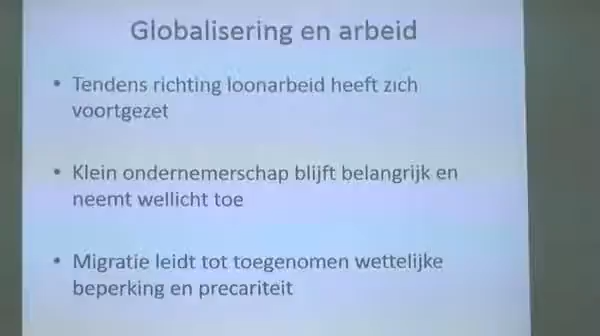 Globalisering en arbeid
• Tendens richting loonarbeid heeft zich
voortgezet
• Klein ondernemerschap blijft belangrijk en
neemt wellicht toe
• Migratie leidt tot toegenomen wettelijke
beperking en precariteit